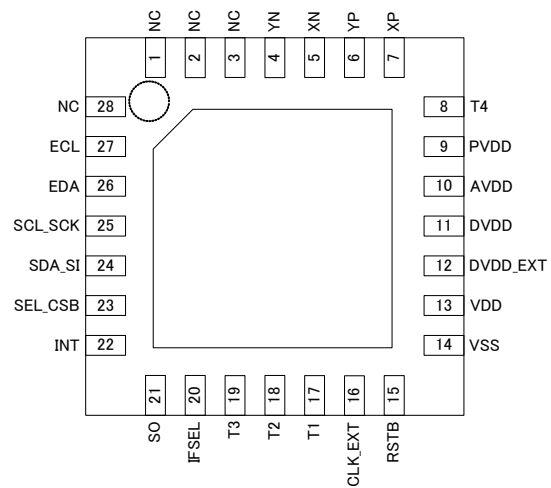 NC NC NC YN XN YP XP
1 2 3 4 5 6 7
NC 28
ECL 27
EDA 26
SCL_SCK 25
SDA_SI 24
SEL_CSB 23
INT 22
8 T4
9 PVDD
10 AVDD
11 DVDD
12 DVDD_EXT
13 VDD
14 VSS
21 20 19 18 17 16 15
SO IFSEL T3 T2 T1 CLK_EXT RSTB